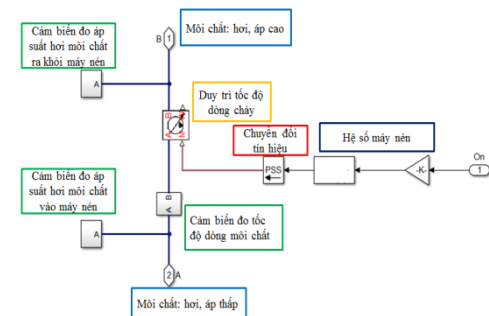 Cảm biến đo áp
suất hơi môi chất
ra khỏi máy nén
B
1
Môi chất: hơi, áp cao
A
Duy trì tốc độ
dòng chảy
Chuyển đổi
tín hiệu
Hệ số máy nén
On
PSS
-K-
1
Cảm biến đo áp
suất hơi môi chất
vào máy nén
B
A
A
Cảm biến đo tốc
độ dòng môi chất
2
A
Môi chất: hơi, áp thấp